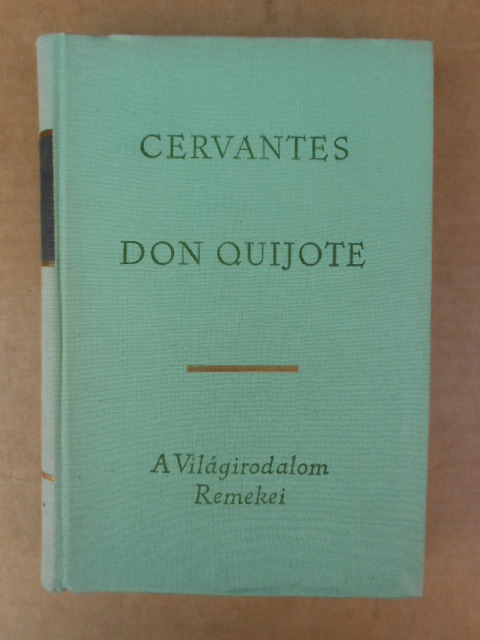 CERVANTES
DON QUIJOTE
A Világirodalom
Remekei